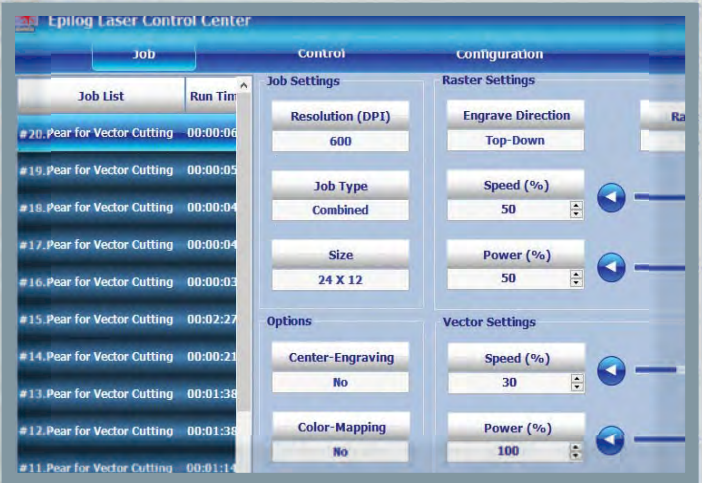 Epilog Laser Control Center
Job Control Configuration
Job List Run Tim
#20.Pear for Vector Cutting 00:00:06
#19.Pear for Vector Cutting 00:00:05
#18.Pear for Vector Cutting 00:00:04
#17.Pear for Vector Cutting 00:00:04
#16.Pear for Vector Cutting 00:00:03
#15.Pear for Vector Cutting 00:02:27
#14.Pear for Vector Cutting 00:00:21
#13.Pear for Vector Cutting 00:01:38
#12.Pear for Vector Cutting 00:01:38
#11.Pear for Vector Cutting 00:01:14
Job Settings
Resolution (DPI)
600
Job Type
Combined
Size
24 X 12
Options
Center-Engraving
No
Color-Mapping
No
Raster Settings
Engrave Direction Ra
Top-Down
Speed (%)
50
Power (%)
50
Vector Settings
Speed (%)
30
Power (%)
100